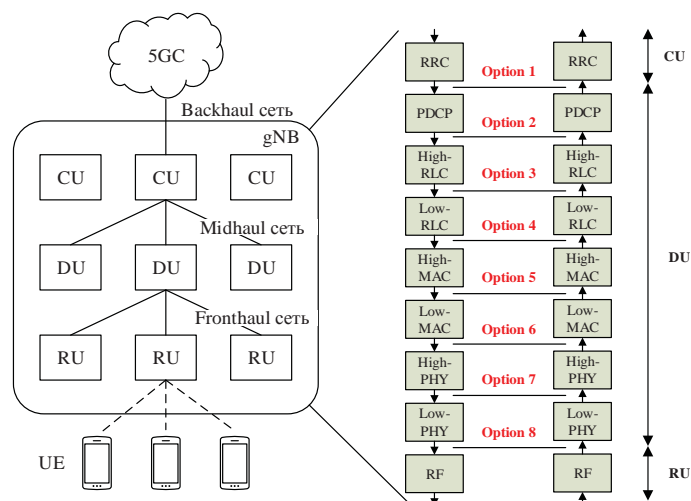 5GC
Backhaul сеть
gNB
CU CU CU
Midhaul сеть
DU DU DU
Fronthaul сеть
RU RU RU
UE
RRC RRC
Option 1
PDCP PDCP
Option 2
High-
RLC
High-
RLC
Option 3
Low-
RLC
Low-
RLC
Option 4
High-
MAC
High-
MAC
Option 5
Low-
MAC
Low-
MAC
Option 6
High-
PHY
High-
PHY
Option 7
Low-
PHY
Low-
PHY
Option 8
RF RF
CU
DU
RU